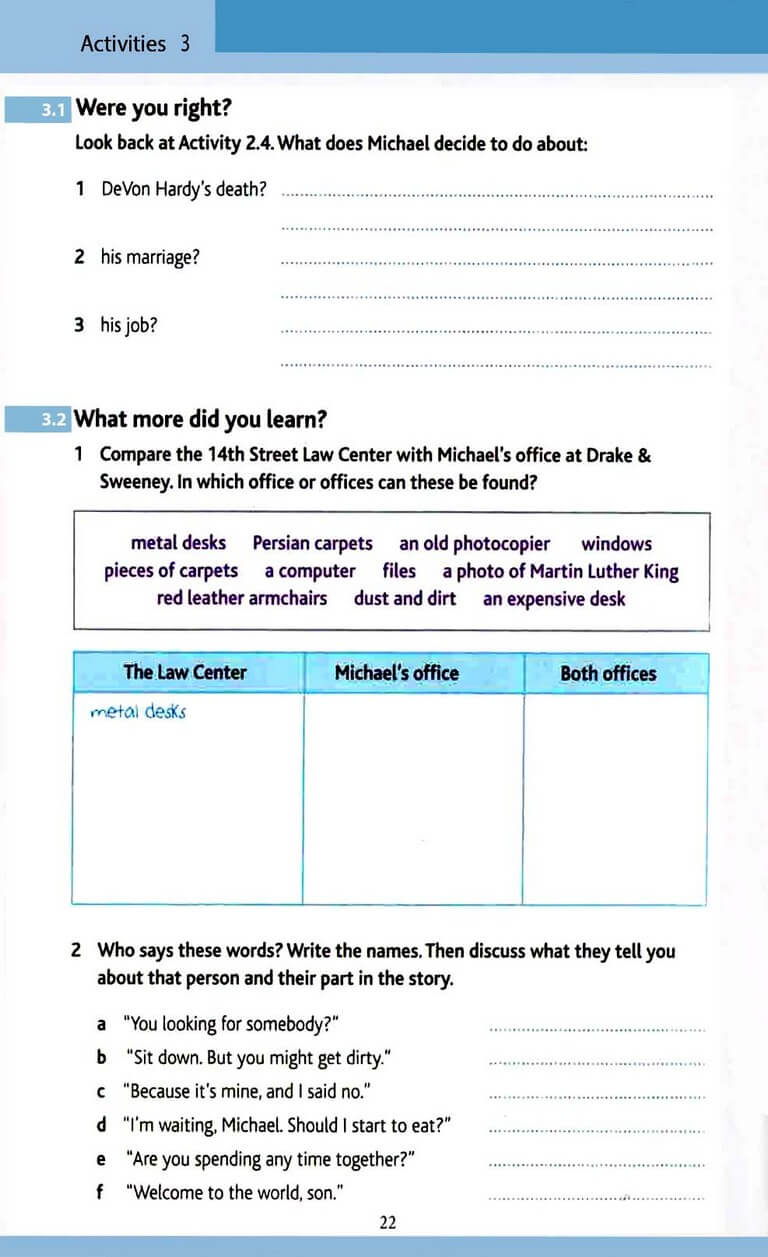 Activities 3
3.1 Were you right?
Look back at Activity 2.4. What does Michael decide to do about:
1 DeVon Hardy's death?
2 his marriage?
3 his job?
3.2 What more did you learn?
1 Compare the 14th Street Law Center with Michael's office at Drake &
Sweeney. In which office or offices can these be found?
metal desks Persian carpets an old photocopier windows
pieces of carpets a computer files a photo of Martin Luther King
red leather armchairs dust and dirt an expensive desk
The Law Center Michael's office Both offices
metal desks
2 Who says these words? Write the names. Then discuss what they tell you
about that person and their part in the story.
a "You looking for somebody?"
b "Sit down. But you might get dirty."
c "Because it's mine, and I said no."
d "I'm waiting, Michael. Should I start to eat?"
e "Are you spending any time together?"
f "Welcome to the world, son."
22